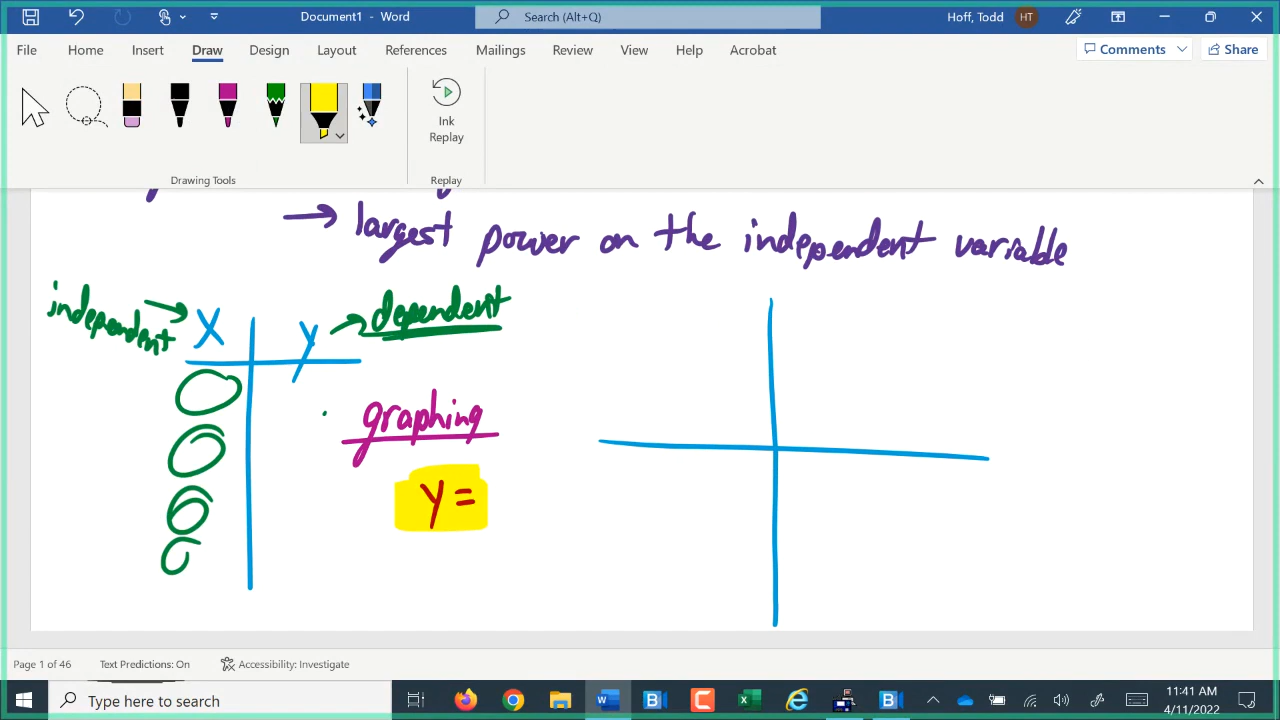 Document1 - Word
Search (Alt+Q)
Hoff, Todd
HT
File Home Insert Draw Design Layout References Mailings Review View Help Acrobat
Comments Share
Ink
Replay
Drawing Tools
Replay
→ largest power on the independent variable
independent → x y → dependent
graphing
y =
Page 1 of 46 Text Predictions: On Accessibility: Investigate
Type here to search
11:41 AM
4/11/2022